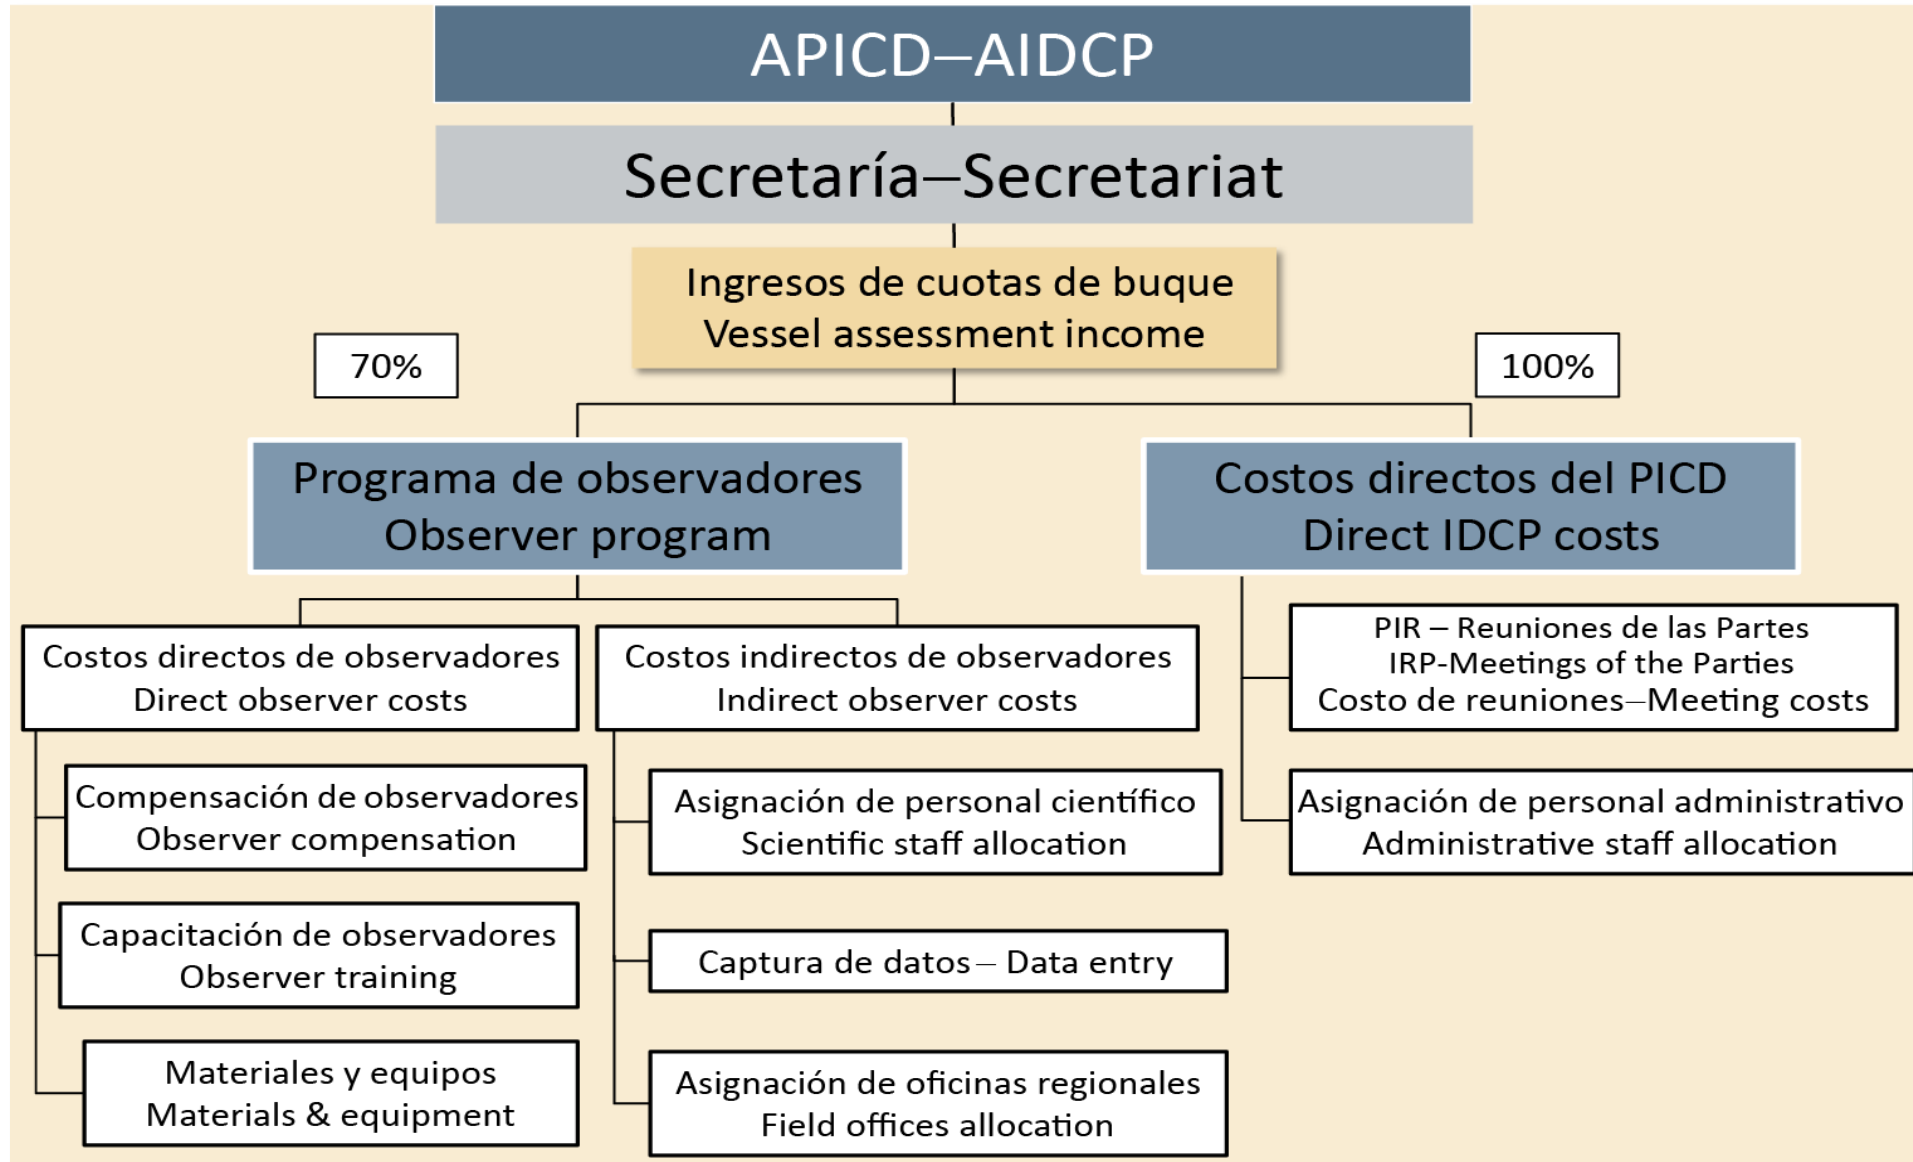 APICD–AIDCP
Secretaría–Secretariat
Ingresos de cuotas de buque
Vessel assessment income
70%
100%
Programa de observadores
Observer program
Costos directos del PICD
Direct IDCP costs
Costos directos de observadores
Direct observer costs
Costos indirectos de observadores
Indirect observer costs
PIR – Reuniones de las Partes
IRP-Meetings of the Parties
Costo de reuniones–Meeting costs
Compensación de observadores
Observer compensation
Asignación de personal científico
Scientific staff allocation
Asignación de personal administrativo
Administrative staff allocation
Capacitación de observadores
Observer training
Captura de datos – Data entry
Materiales y equipos
Materials & equipment
Asignación de oficinas regionales
Field offices allocation